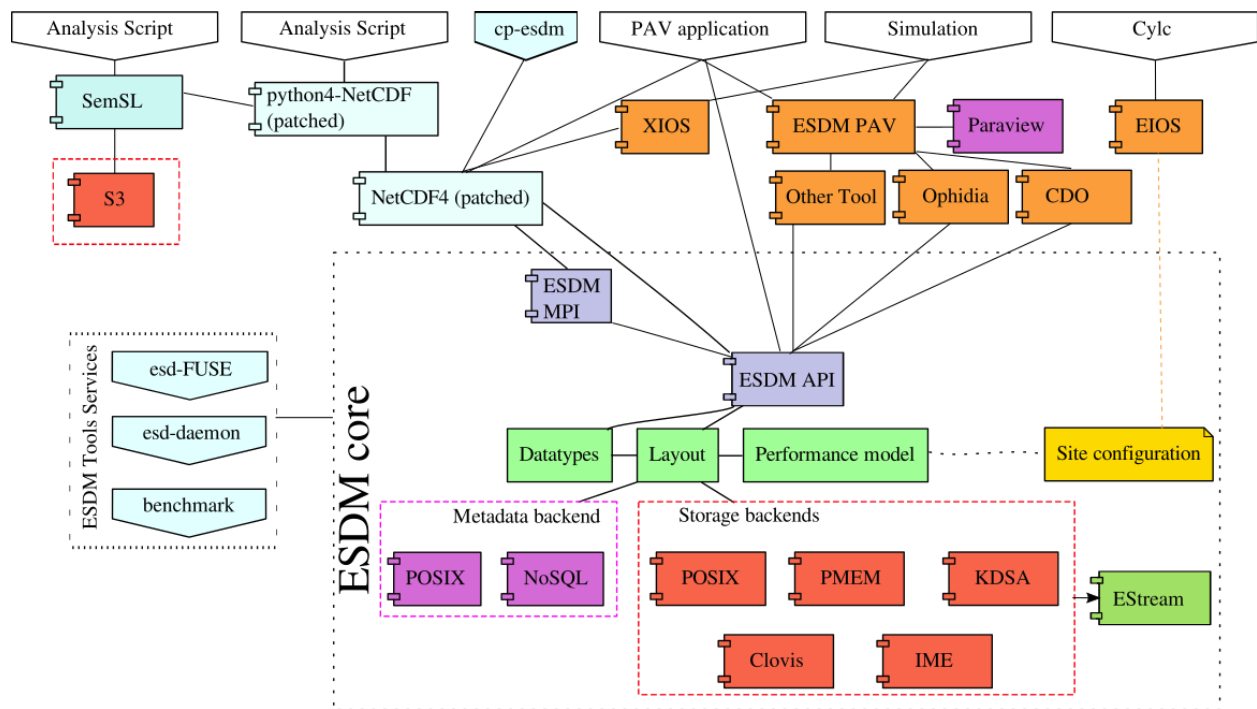 Analysis Script
Analysis Script
cp-esdm
PAV application
Simulation
Cylc
SemSL
python4-NetCDF
(patched)
XIOS
ESDM PAV
Paraview
EIOS
S3
NetCDF4 (patched)
Other Tool
Ophidia
CDO
ESDM
MPI
ESDM API
ESDM Tools Services
esd-FUSE
esd-daemon
benchmark
ESDM core
Datatypes
Layout
Performance model
Site configuration
Metadata backend
Storage backends
POSIX
NoSQL
POSIX
PMEM
KDSA
EStream
Clovis
IME